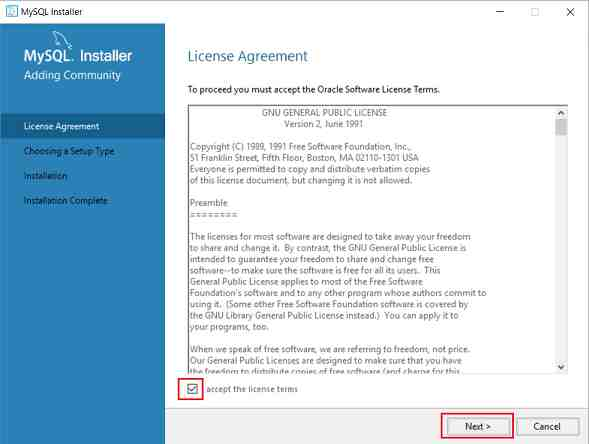 MySQL Installer
MySQL. Installer
Adding Community
License Agreement
Choosing a Setup Type
Installation
Installation Complete
License Agreement
To proceed you must accept the Oracle Software License Terms.
GNU GENERAL PUBLIC LICENSE
Version 2, June 1991
Copyright (C) 1989, 1991 Free Software Foundation, Inc.,
51 Franklin Street, Fifth Floor, Boston, MA 02110-1301 USA
Everyone is permitted to copy and distribute verbatim copies
of this license document, but changing it is not allowed.
Preamble
========
The licenses for most software are designed to take away your freedom
to share and change it.  By contrast, the GNU General Public License is
intended to guarantee your freedom to share and change free
software--to make sure the software is free for all its users.  This
General Public License applies to most of the Free Software
Foundation's software and to any other program whose authors commit to
using it.  (Some other Free Software Foundation software is covered by
the GNU Library General Public License instead.)  You can apply it to
your programs, too.
When we speak of free software, we are referring to freedom, not price.
Our General Public Licenses are designed to make sure that you have
the freedom to distribute copies of free software (and charge for this
accept the license terms
Next >
Cancel